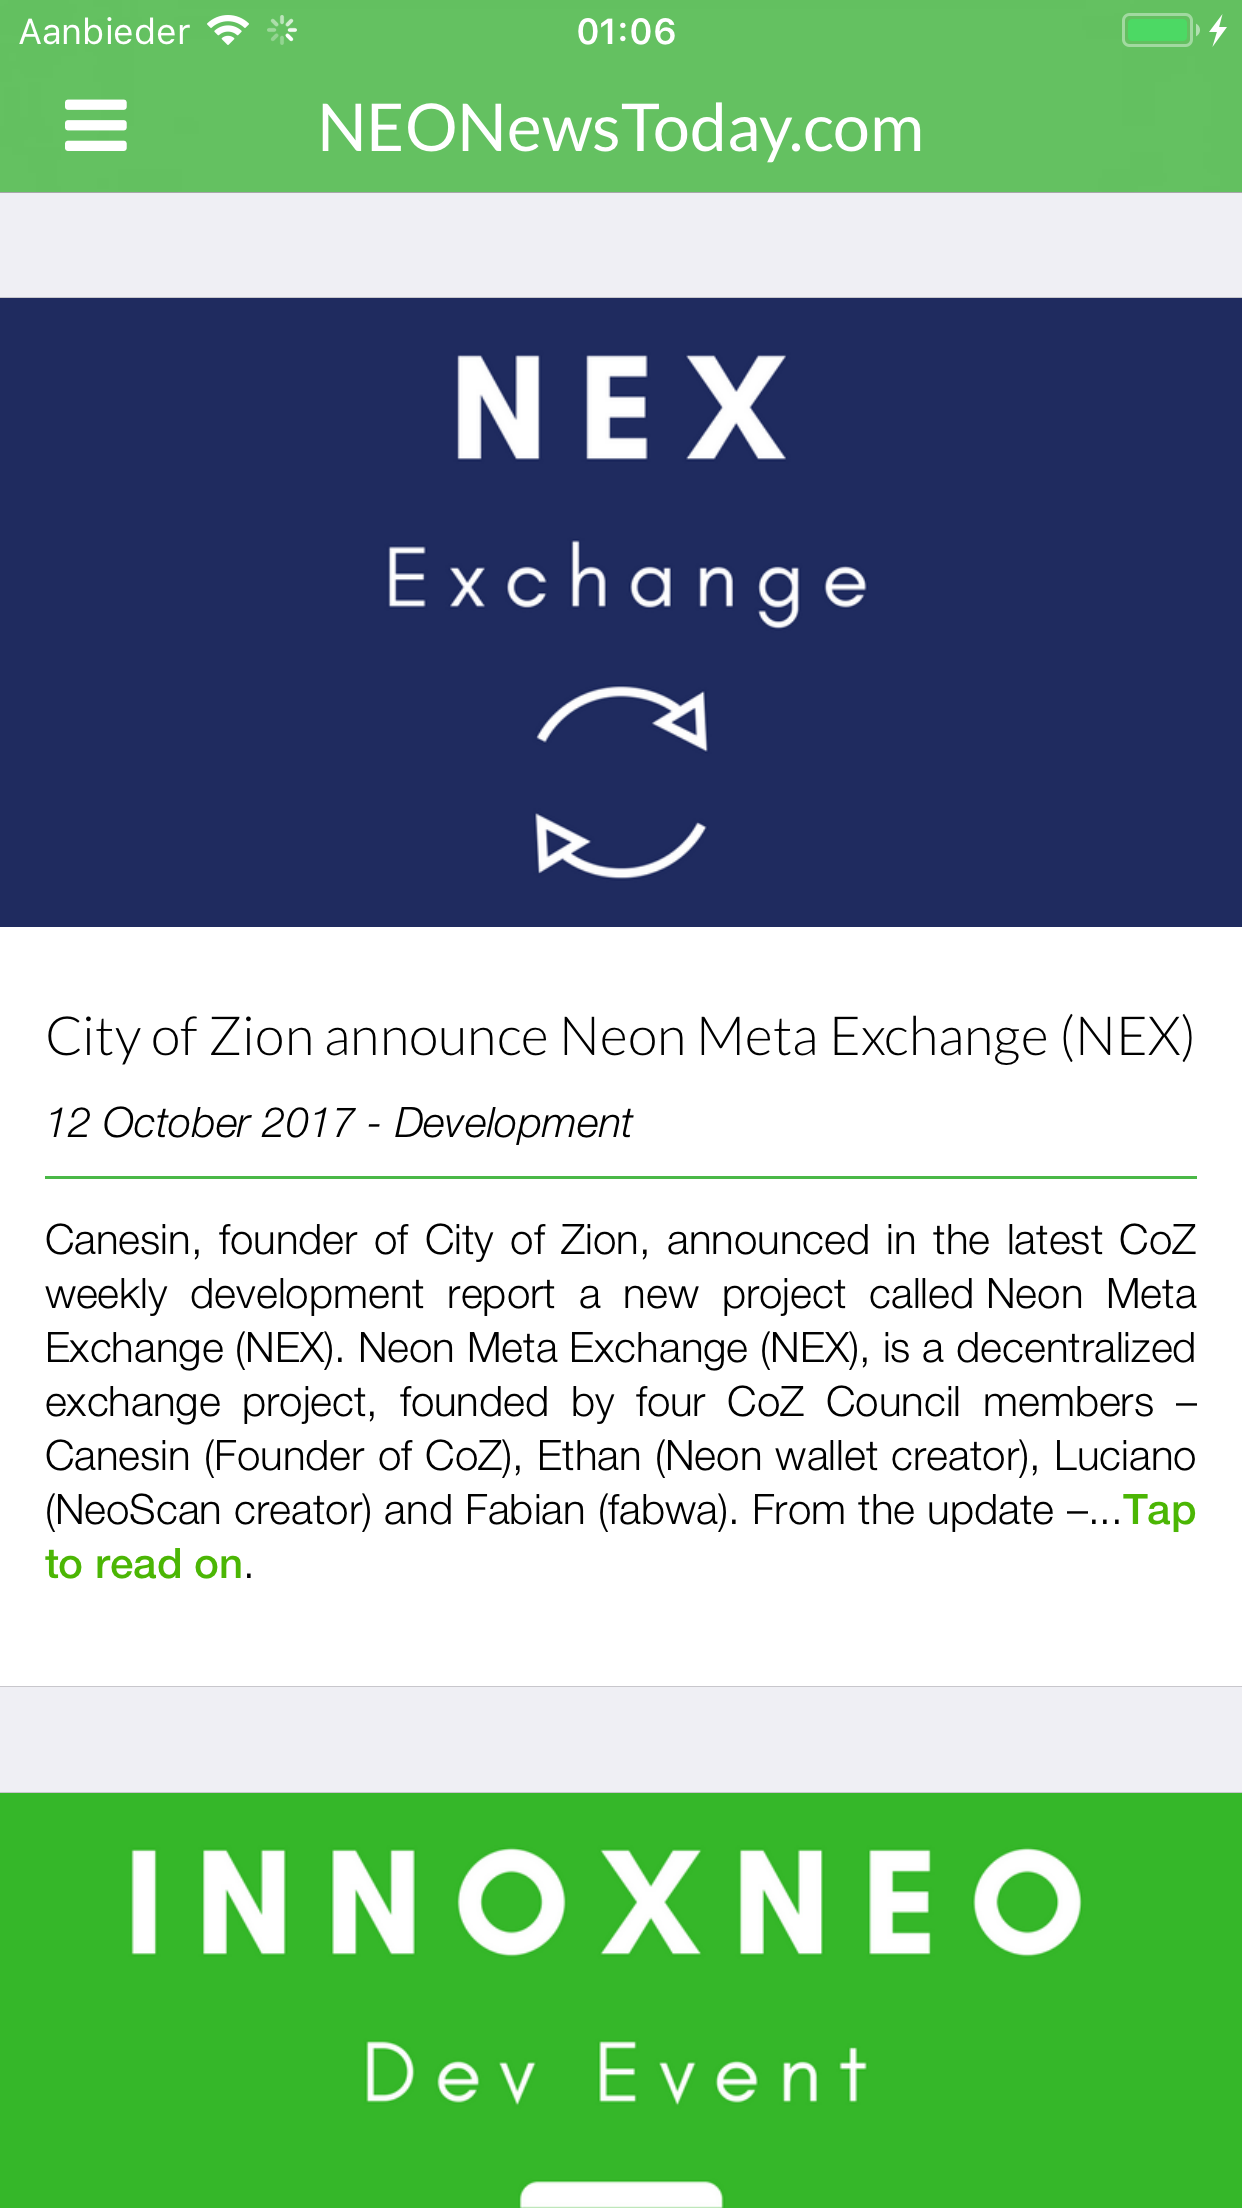 Aanbieder 01:06
NEONewsToday.com
NEX
Exchange
City of Zion announce Neon Meta Exchange (NEX)
12 October 2017 - Development
Canesin, founder of City of Zion, announced in the latest CoZ
weekly development report a new project called Neon Meta
Exchange (NEX). Neon Meta Exchange (NEX), is a decentralized
exchange project, founded by four CoZ Council members –
Canesin (Founder of CoZ), Ethan (Neon wallet creator), Luciano
(NeoScan creator) and Fabian (fabwa). From the update –...Tap
to read on.
INNOXNEO
Dev Event